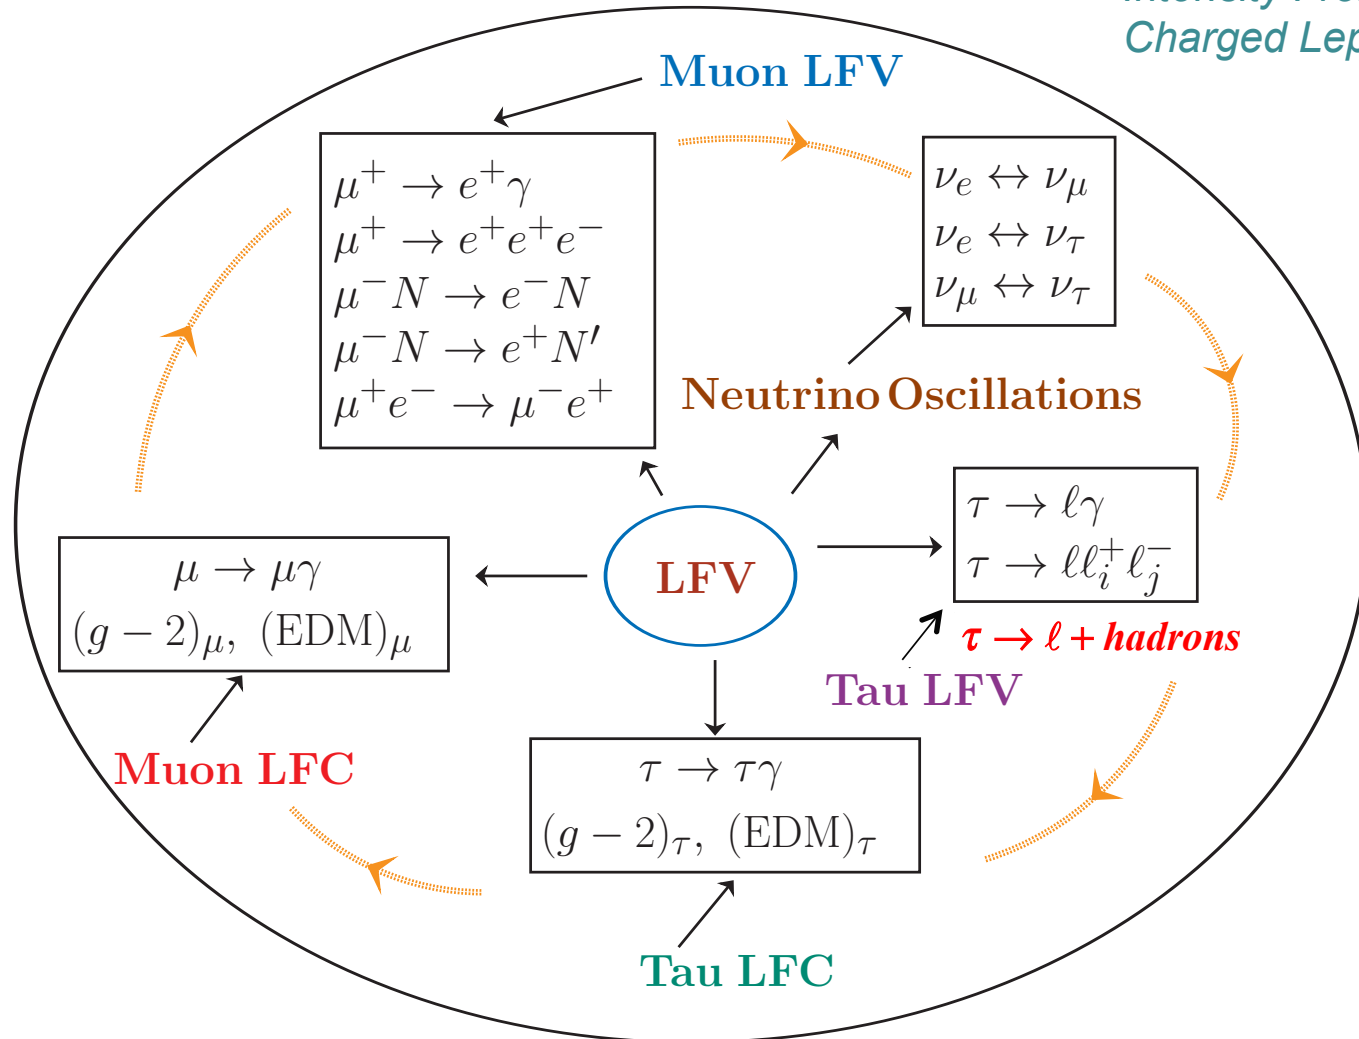 Charged Lep
Muon LFV
μ⁺ → e⁺γ
μ⁺ → e⁺e⁺e⁻
μ⁻N → e⁻N
μ⁻N → e⁺N′
μ⁺e⁻ → μ⁻e⁺
ν_e ↔ ν_μ
ν_e ↔ ν_τ
ν_μ ↔ ν_τ
Neutrino Oscillations
τ → ℓγ
τ → ℓℓ_i⁺ℓ_j⁻
τ → ℓ + hadrons
Tau LFV
LFV
μ → μγ
(g − 2)_μ, (EDM)_μ
Muon LFC
τ → τγ
(g − 2)_τ, (EDM)_τ
Tau LFC